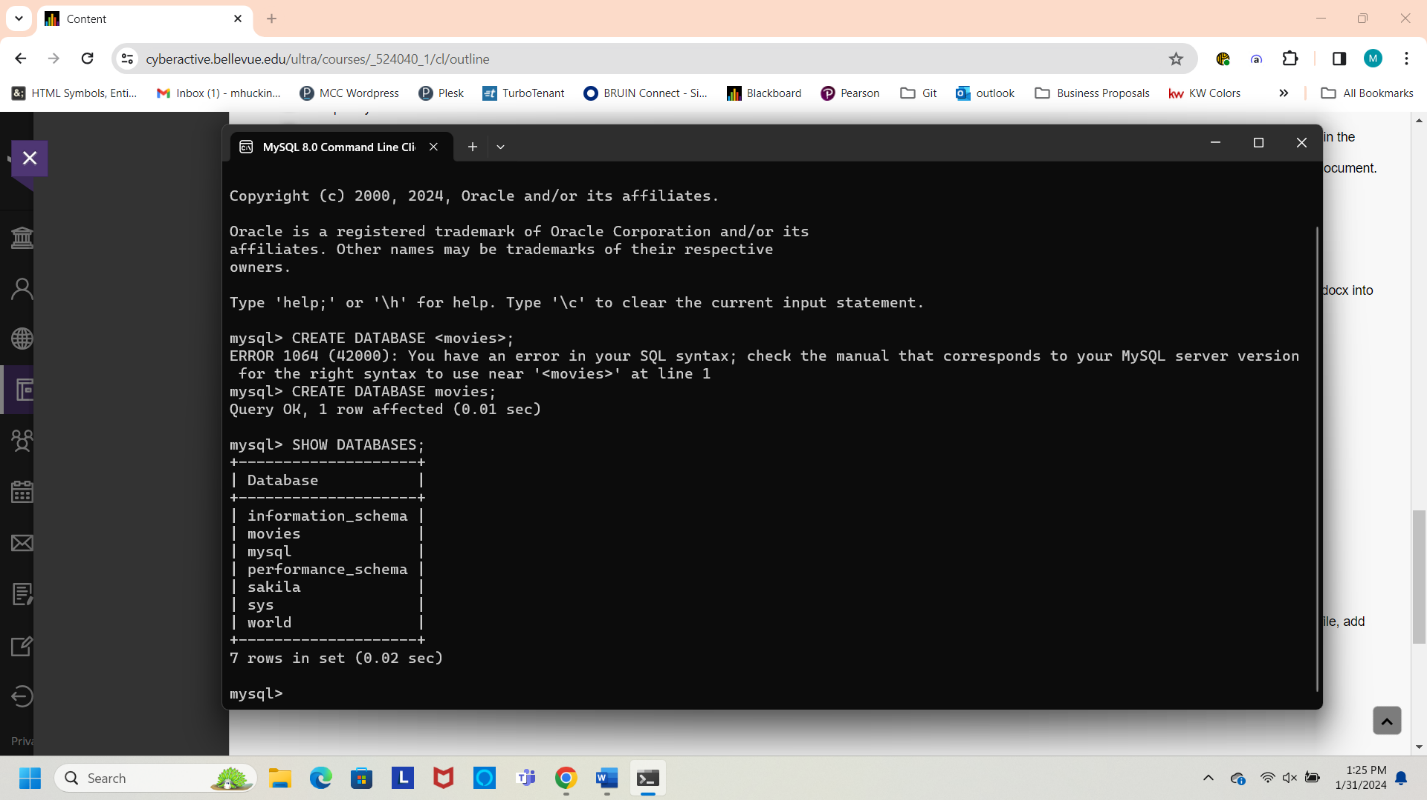 Content
cyberactive.bellevue.edu/ultra/courses/_524040_1/cl/outline
M
&; HTML Symbols, Enti...
Inbox (1) - mhuckin...
MCC Wordpress
Plesk
TurboTenant
BRUIN Connect - Si...
Blackboard
Pearson
Git
outlook
Business Proposals
kw KW Colors
»
All Bookmarks
in the
ocument.
docx into
ile, add
Priva
MySQL 8.0 Command Line Cli
Copyright (c) 2000, 2024, Oracle and/or its affiliates.
Oracle is a registered trademark of Oracle Corporation and/or its
affiliates. Other names may be trademarks of their respective
owners.
Type 'help;' or '\h' for help. Type '\c' to clear the current input statement.
mysql> CREATE DATABASE <movies>;
ERROR 1064 (42000): You have an error in your SQL syntax; check the manual that corresponds to your MySQL server version
for the right syntax to use near '<movies>' at line 1
mysql> CREATE DATABASE movies;
Query OK, 1 row affected (0.01 sec)
mysql> SHOW DATABASES;
+--------------------+
| Database           |
+--------------------+
| information_schema |
| movies             |
| mysql              |
| performance_schema |
| sakila             |
| sys                |
| world              |
+--------------------+
7 rows in set (0.02 sec)
mysql>
Search
L
1:25 PM
1/31/2024